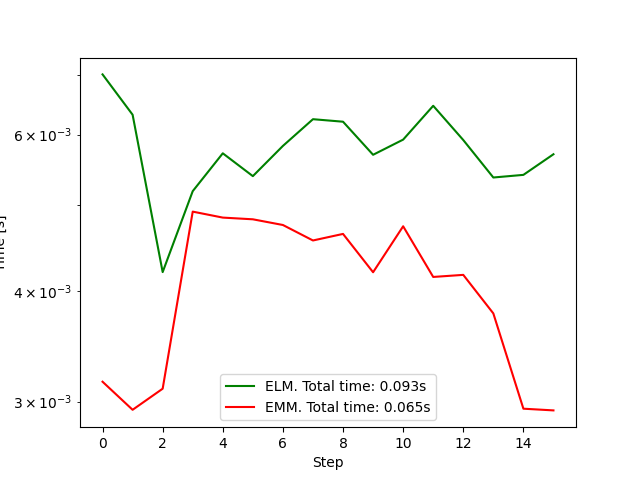 6 × 10⁻³
4 × 10⁻³
3 × 10⁻³
[s]
0 2 4 6 8 10 12 14
Step
ELM. Total time: 0.093s
EMM. Total time: 0.065s